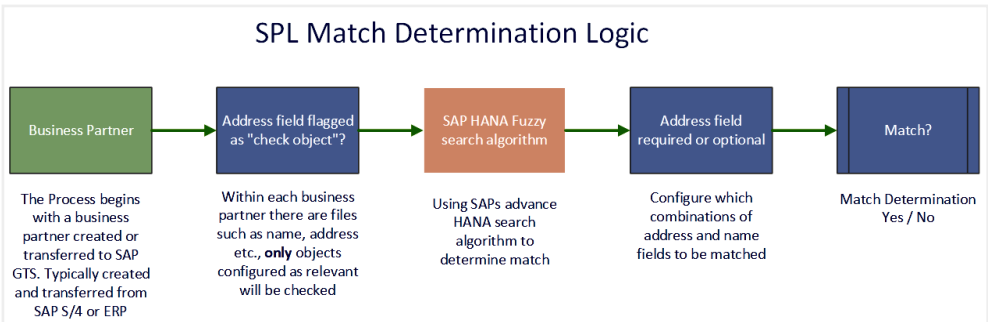 SPL Match Determination Logic
Business Partner
Address field flagged
as "check object"?
SAP HANA Fuzzy
search algorithm
Address field
required or optional
Match?
The Process begins
with a business
partner created or
transferred to SAP
GTS. Typically created
and transferred from
SAP S/4 or ERP
Within each business
partner there are files
such as name, address
etc., only objects
configured as relevant
will be checked
Using SAPs advance
HANA search
algorithm to
determine match
Configure which
combinations of
address and name
fields to be matched
Match Determination
Yes / No